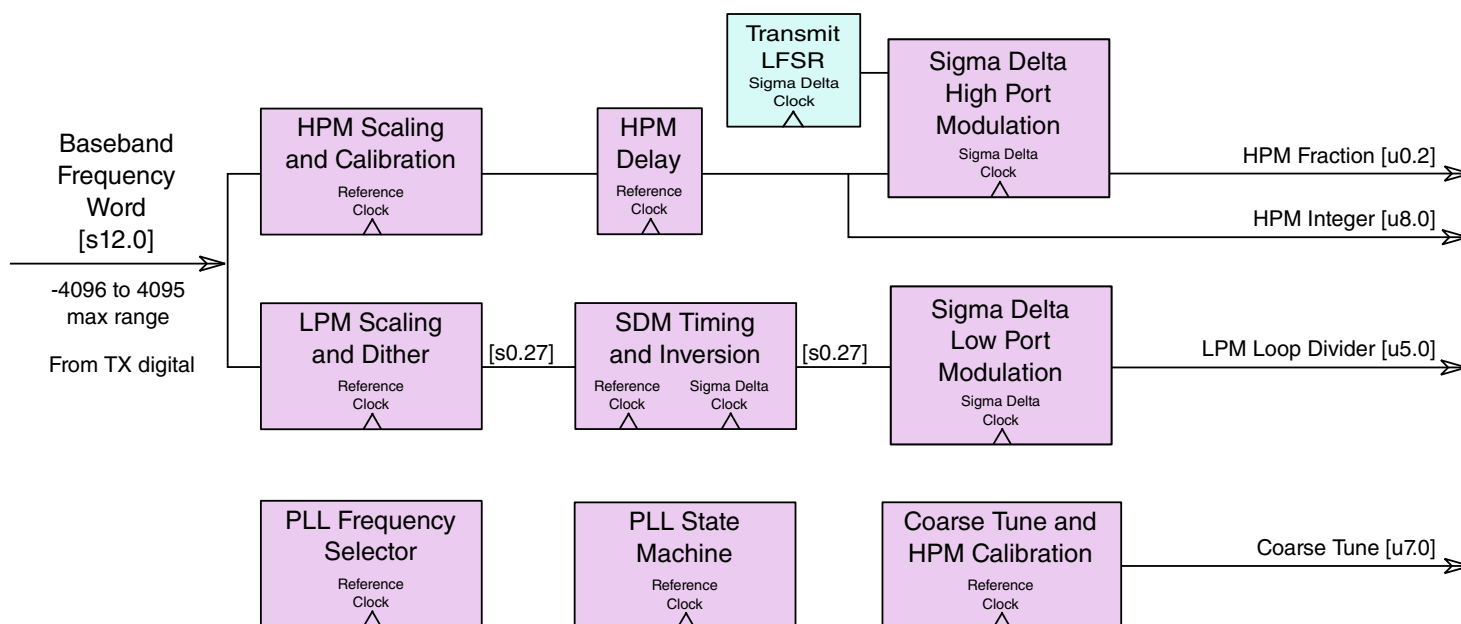 Transmit
LFSR
Sigma Delta
Clock
Sigma Delta
High Port
Modulation
Sigma Delta
Clock
HPM Scaling
and Calibration
Reference
Clock
HPM
Delay
Reference
Clock
HPM Fraction [u0.2]
HPM Integer [u8.0]
Baseband
Frequency
Word
[s12.0]
-4096 to 4095
max range
From TX digital
LPM Scaling
and Dither
Reference
Clock
[s0.27]
SDM Timing
and Inversion
Reference
Clock
Sigma Delta
Clock
[s0.27]
Sigma Delta
Low Port
Modulation
Sigma Delta
Clock
LPM Loop Divider [u5.0]
PLL Frequency
Selector
Reference
Clock
PLL State
Machine
Reference
Clock
Coarse Tune and
HPM Calibration
Reference
Clock
Coarse Tune [u7.0]